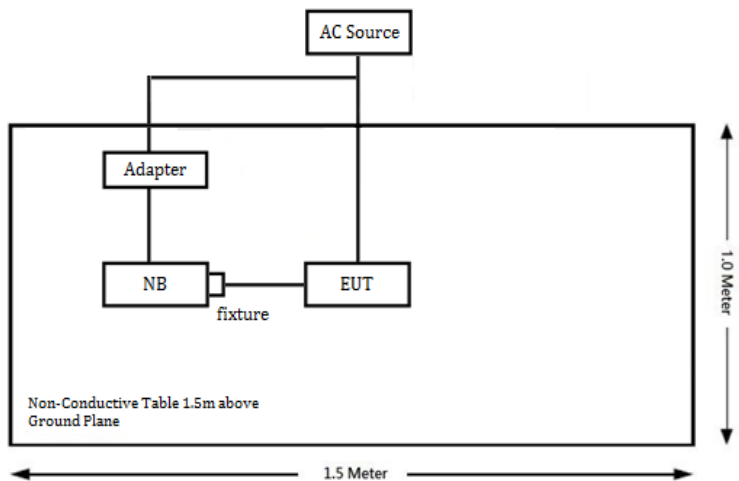 AC Source
Adapter
NB
EUT
fixture
1.0 Meter
Non-Conductive Table 1.5m above
Ground Plane
1.5 Meter